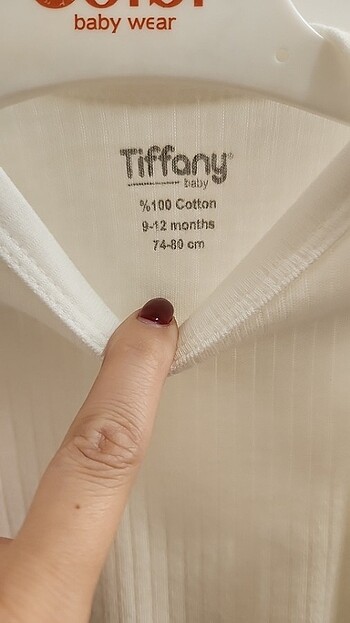 baby wear
Tiffany
baby
%100 Cotton
9-12 months
74-80 cm